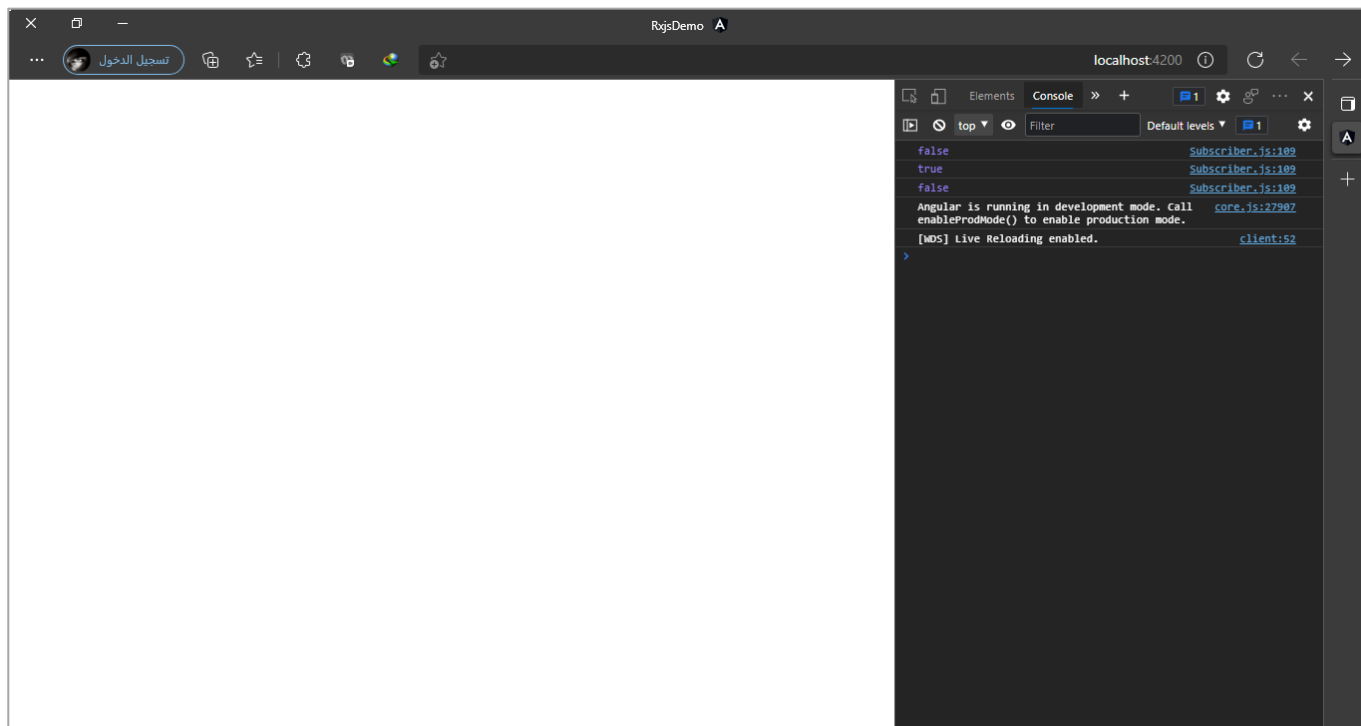 RxjsDemo
تسجيل الدخول
localhost:4200
Elements Console » + 1
top Filter Default levels 1
false Subscriber.js:109
true Subscriber.js:109
false Subscriber.js:109
Angular is running in development mode. Call core.js:27907
enableProdMode() to enable production mode.
[WDS] Live Reloading enabled. client:52